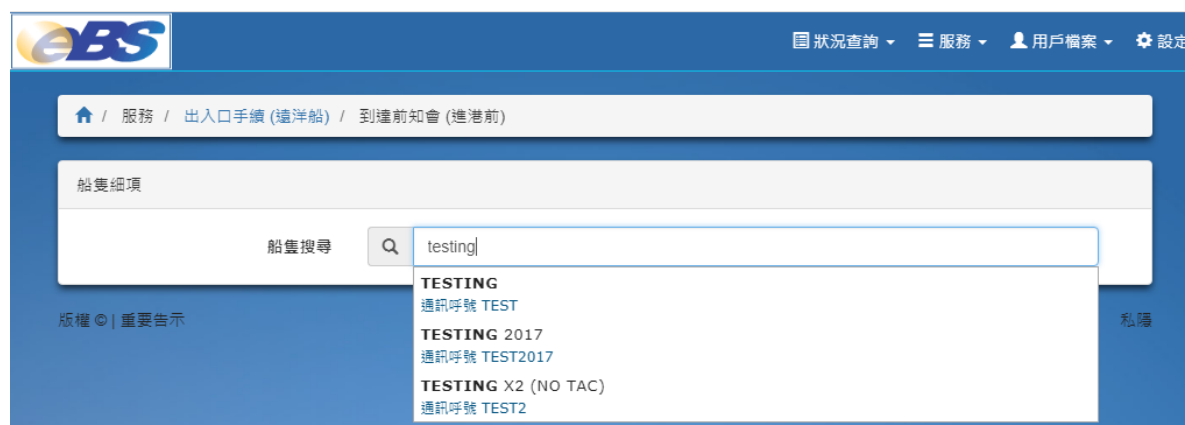 eBS
狀況查詢 服務 用戶檔案 設定
/ 服務 / 出入口手續 (遠洋船) / 到達前知會 (進港前)
船隻細項
船隻搜尋 testing
TESTING
通訊呼號 TEST
TESTING 2017
通訊呼號 TEST2017
TESTING X2 (NO TAC)
通訊呼號 TEST2
版權 © | 重要告示 私隱